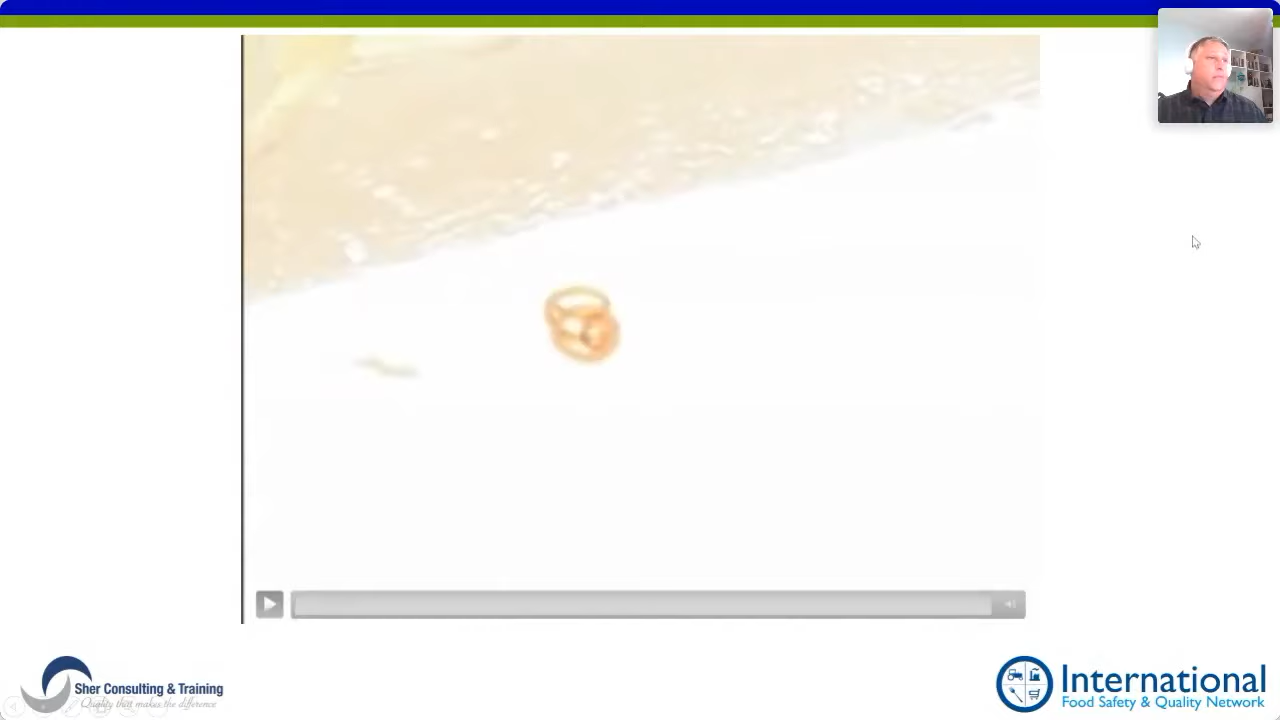 Sher Consulting & Training
Quality that makes the difference
International
Food Safety & Quality Network